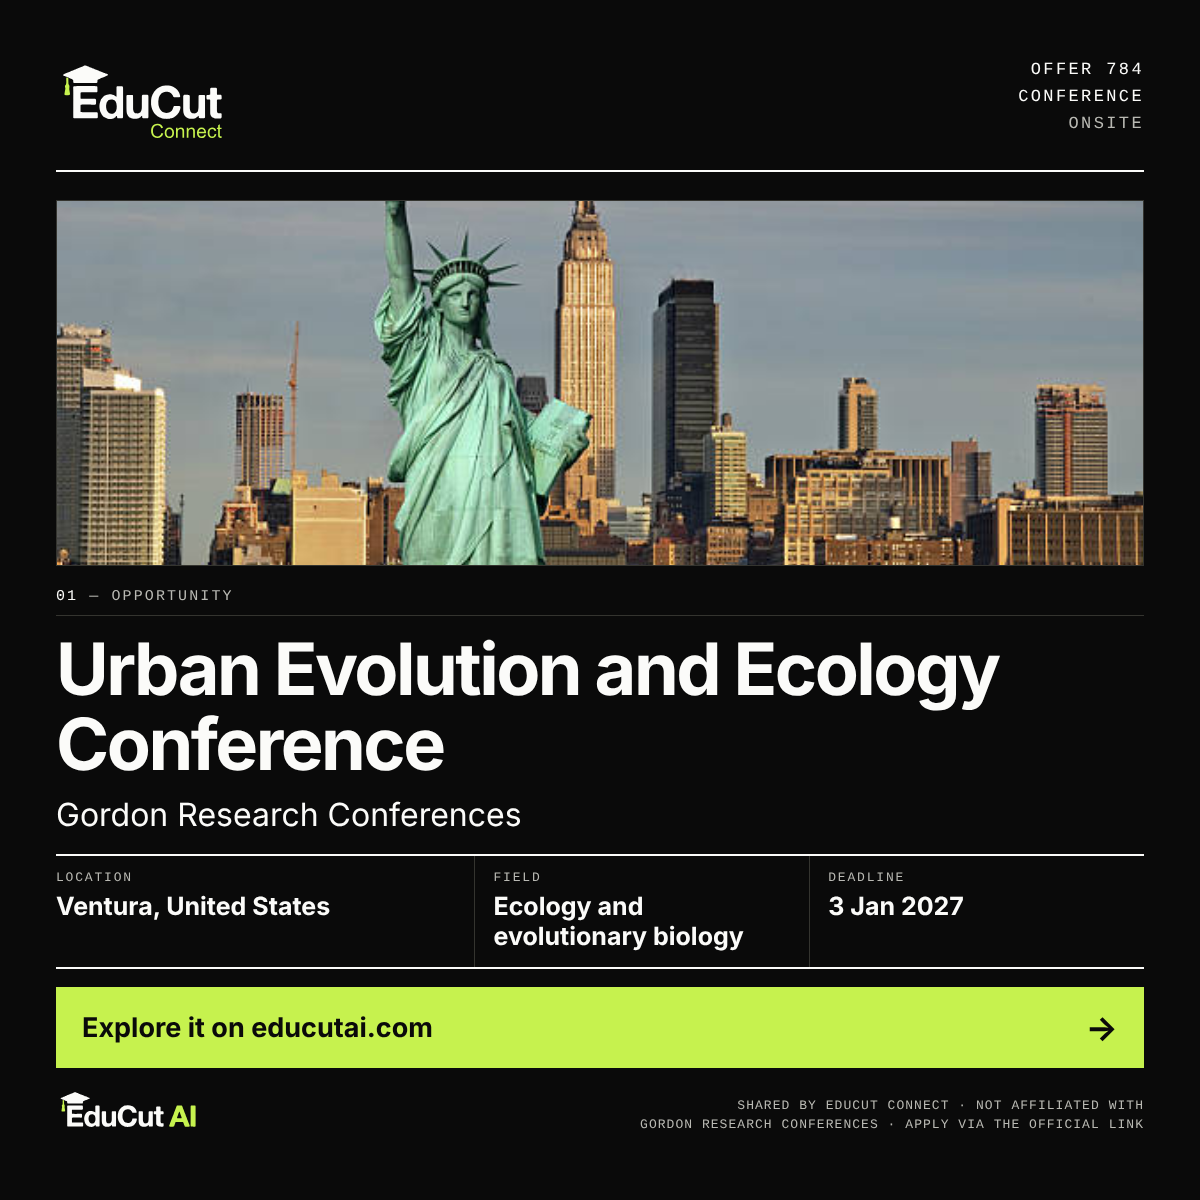 EduCut
Connect
OFFER 784
CONFERENCE
ONSITE
01 — OPPORTUNITY
Urban Evolution and Ecology
Conference
Gordon Research Conferences
LOCATION
Ventura, United States
FIELD
Ecology and
evolutionary biology
DEADLINE
3 Jan 2027
Explore it on educutai.com →
EduCut AI
SHARED BY EDUCUT CONNECT · NOT AFFILIATED WITH
GORDON RESEARCH CONFERENCES · APPLY VIA THE OFFICIAL LINK